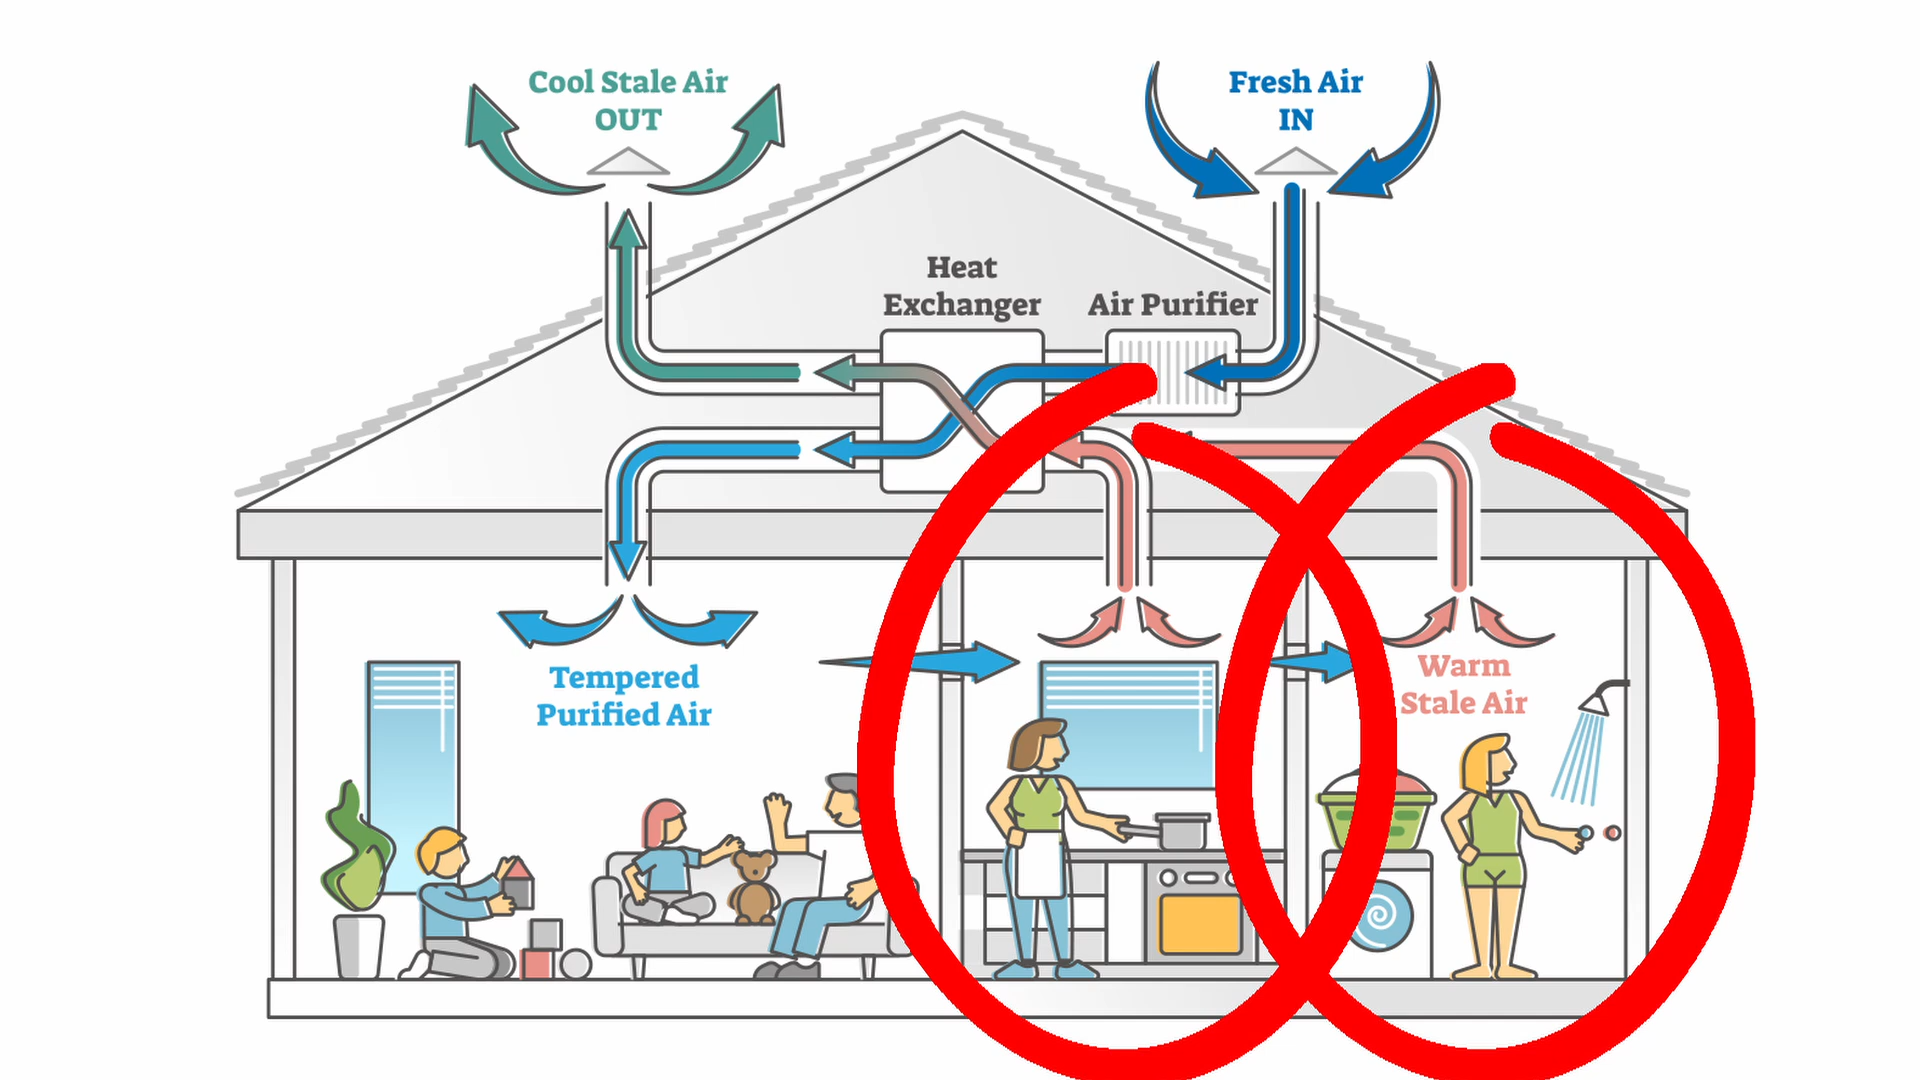 Cool Stale Air
OUT
Fresh Air
IN
Heat
Exchanger
Air Purifier
Tempered
Purified Air
Warm
Stale Air